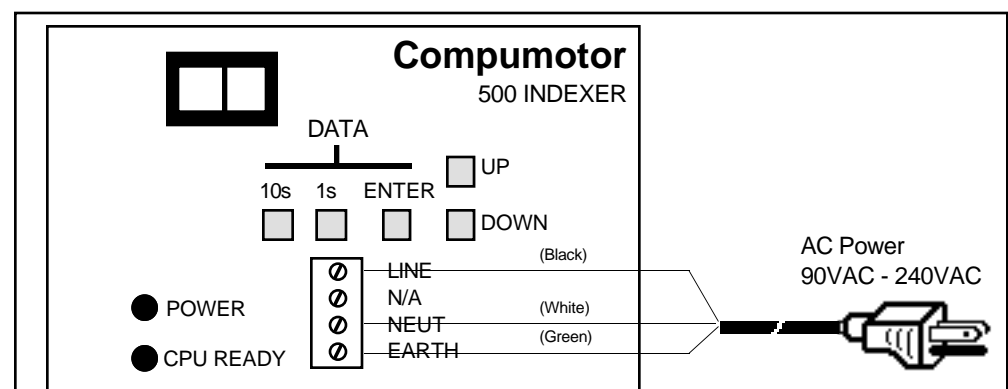 Compumotor
500 INDEXER
DATA
UP
10s 1s ENTER
DOWN
(Black)
AC Power
90VAC - 240VAC
LINE
N/A
(White)
POWER
NEUT
(Green)
EARTH
CPU READY